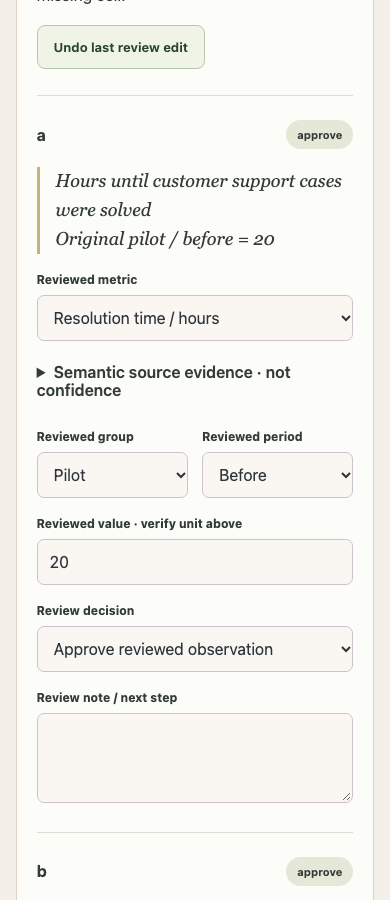 Undo last review edit
a
approve
Hours until customer support cases
were solved
Original pilot / before = 20
Reviewed metric
Resolution time / hours
Semantic source evidence · not
confidence
Reviewed group
Reviewed period
Pilot
Before
Reviewed value · verify unit above
20
Review decision
Approve reviewed observation
Review note / next step
b
approve